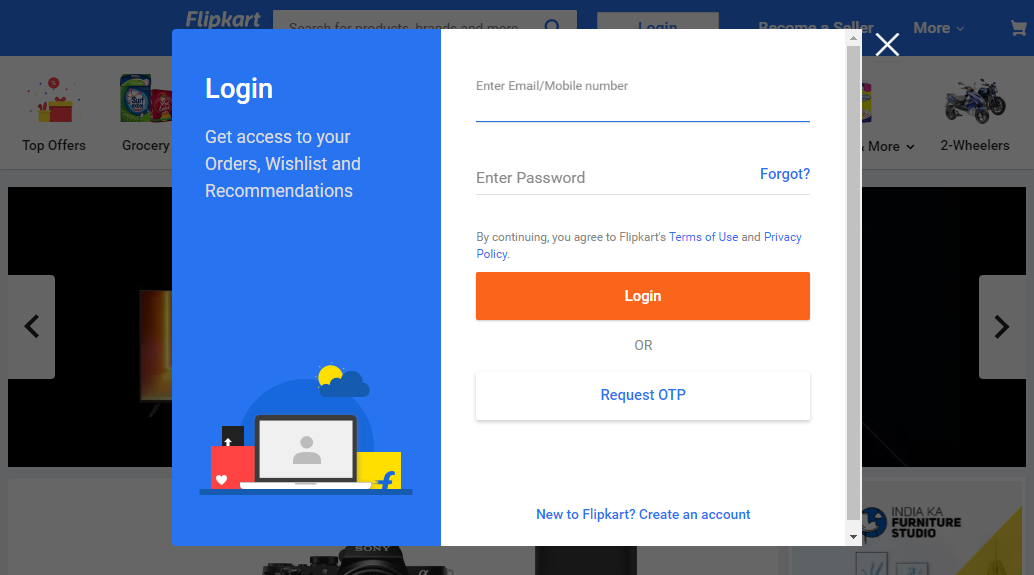 Flipkart
Search for products, brands and more
Login
Become a Seller
More
Top Offers
Grocery
& More
2-Wheelers
Login
Get access to your
Orders, Wishlist and
Recommendations
Enter Email/Mobile number
Enter Password
Forgot?
By continuing, you agree to Flipkart's Terms of Use and Privacy
Policy.
Login
OR
Request OTP
New to Flipkart? Create an account
INDIA KA
FURNITURE
STUDIO
SONY